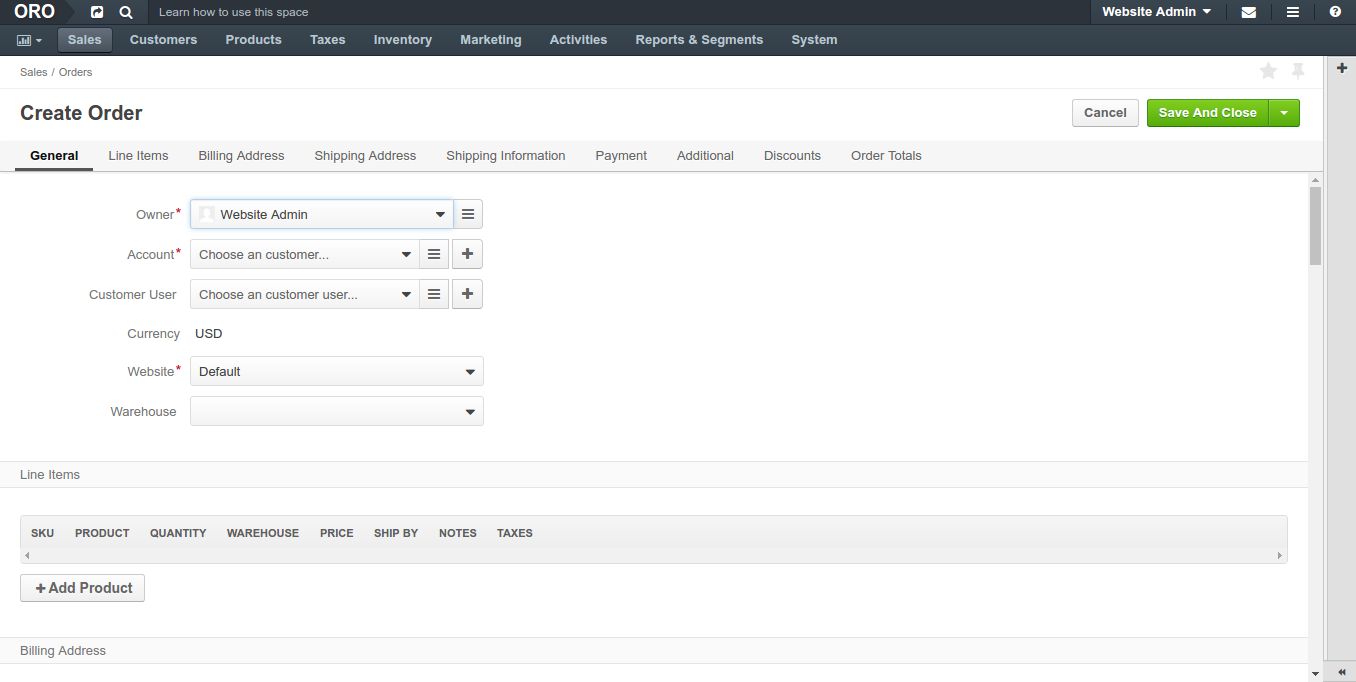 ORO Learn how to use this space Website Admin
Sales Customers Products Taxes Inventory Marketing Activities Reports & Segments System
Sales / Orders
Create Order Cancel Save And Close
General Line Items Billing Address Shipping Address Shipping Information Payment Additional Discounts Order Totals
Owner* Website Admin
Account* Choose an customer...
Customer User Choose an customer user...
Currency USD
Website* Default
Warehouse
Line Items
SKU PRODUCT QUANTITY WAREHOUSE PRICE SHIP BY NOTES TAXES
+ Add Product
Billing Address